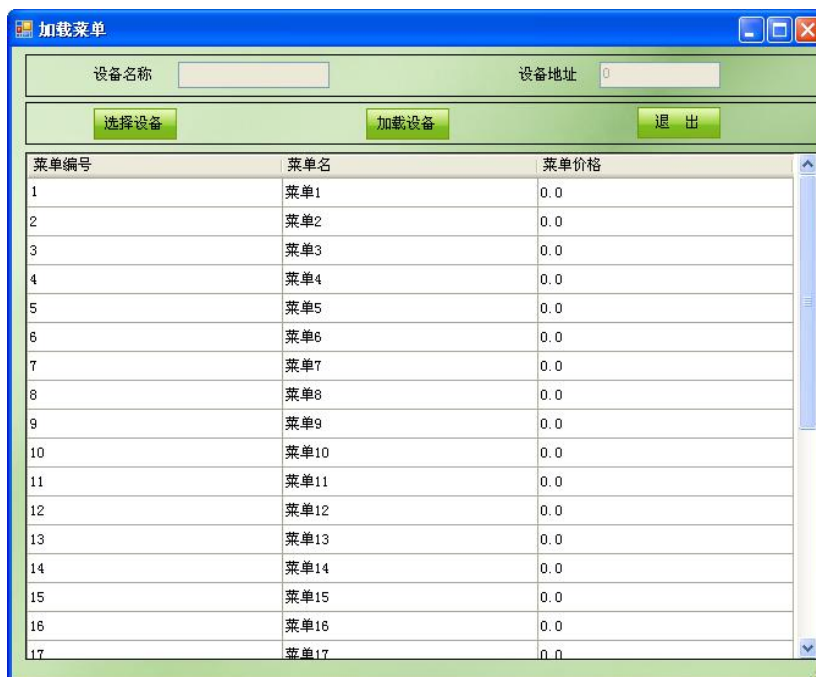 加载菜单
设备名称 设备地址 0
选择设备 加载设备 退 出
菜单编号 菜单名 菜单价格
1 菜单1 0.0
2 菜单2 0.0
3 菜单3 0.0
4 菜单4 0.0
5 菜单5 0.0
6 菜单6 0.0
7 菜单7 0.0
8 菜单8 0.0
9 菜单9 0.0
10 菜单10 0.0
11 菜单11 0.0
12 菜单12 0.0
13 菜单13 0.0
14 菜单14 0.0
15 菜单15 0.0
16 菜单16 0.0
17 菜单17 0.0